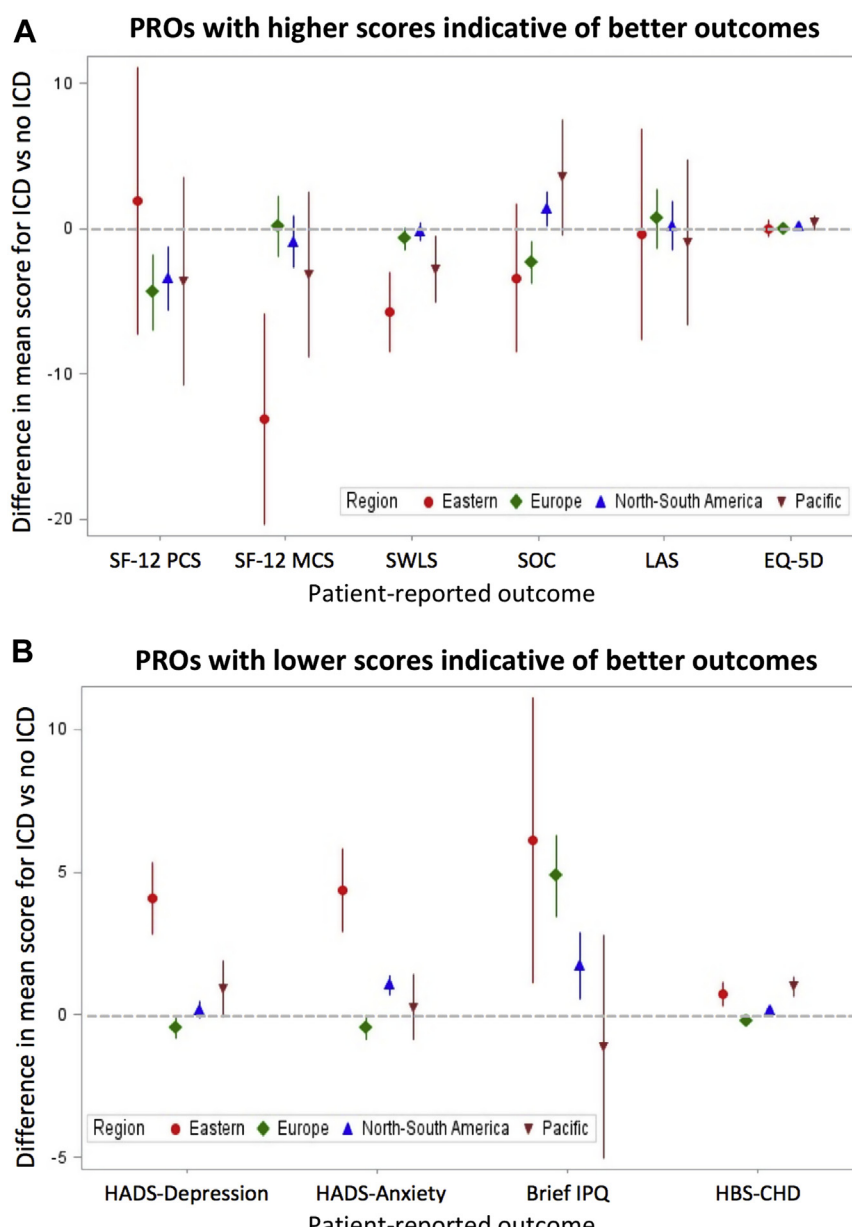 A
PROs with higher scores indicative of better outcomes
Difference in mean score for ICD vs no ICD
10
0
-10
-20
Region Eastern Europe North-South America Pacific
SF-12 PCS SF-12 MCS SWLS SOC LAS EQ-5D
Patient-reported outcome
B
PROs with lower scores indicative of better outcomes
Difference in mean score for ICD vs no ICD
10
5
0
-5
Region Eastern Europe North-South America Pacific
HADS-Depression HADS-Anxiety Brief IPQ HBS-CHD
Patient-reported outcome